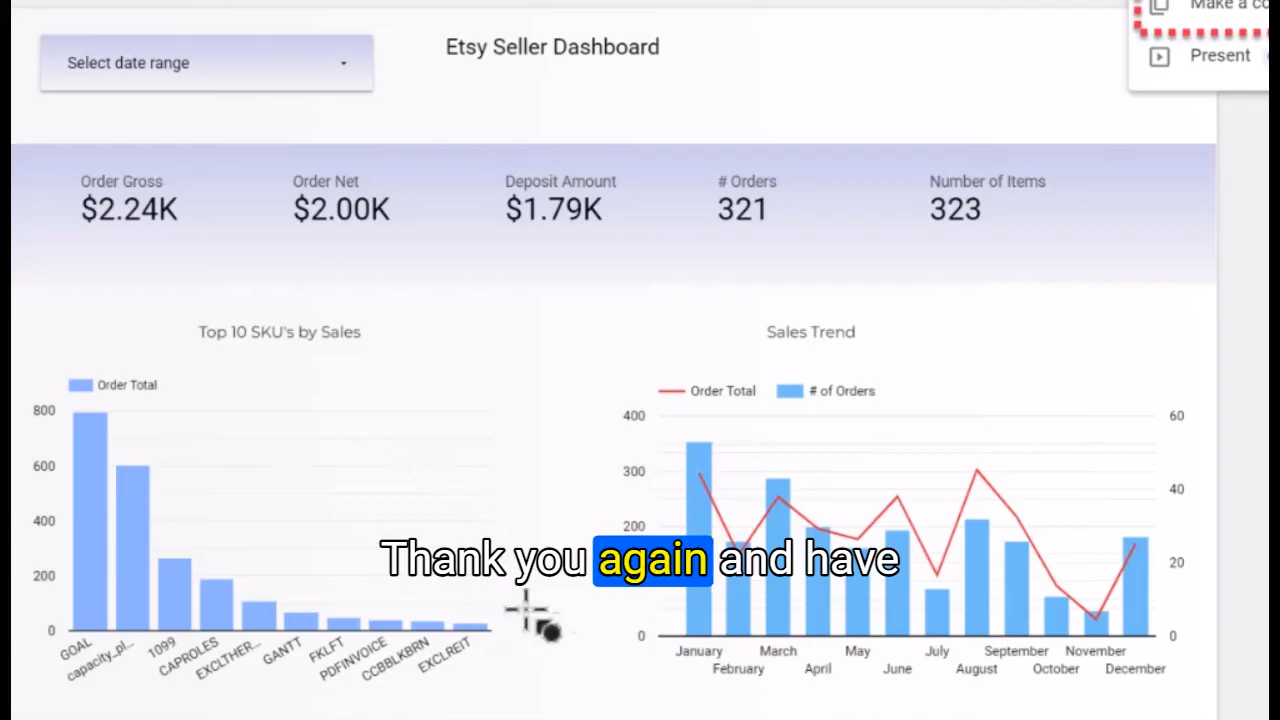 Make a co
Select date range
Etsy Seller Dashboard
Present
Order Gross
$2.24K
Order Net
$2.00K
Deposit Amount
$1.79K
# Orders
321
Number of Items
323
Top 10 SKU's by Sales
Order Total
800
600
400
200
0
GOAL
capacity_pl...
1099
CAPROLES
EXCLTHER...
GANTT
FKLFT
PDFINVOICE
CCBBLKBRN
EXCLREIT
Sales Trend
Order Total
# of Orders
400
300
200
0
60
40
20
0
January
February
March
April
May
June
July
August
September
October
November
December
Thank you again and have